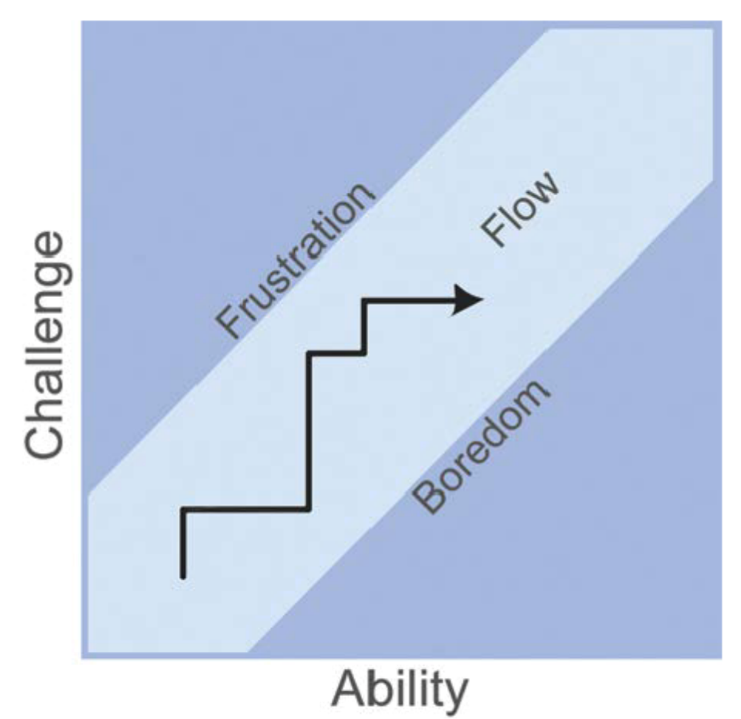 Challenge
Frustration
Flow
Boredom
Ability